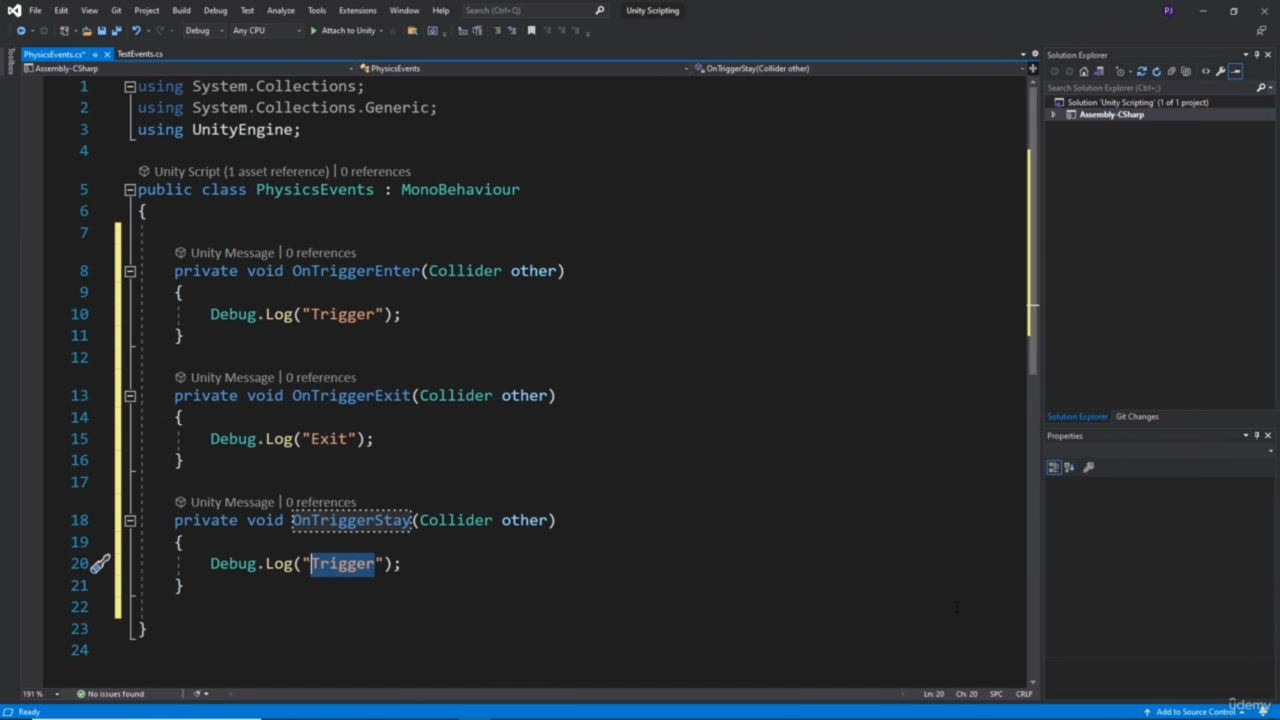 File Edit View Git Project Build Debug Test Analyze Tools Extensions Window Help Search (Ctrl+Q) Unity Scripting PJ
Debug Any CPU Attach to Unity
PhysicsEvents.cs* TestEvents.cs
Assembly-CSharp PhysicsEvents OnTriggerStay(Collider other)
Toolbox
1 using System.Collections;
2 using System.Collections.Generic;
3 using UnityEngine;
4
Unity Script (1 asset reference) | 0 references
5 public class PhysicsEvents : MonoBehaviour
6 {
7
Unity Message | 0 references
8 private void OnTriggerEnter(Collider other)
9 {
10 Debug.Log("Trigger");
11 }
12
Unity Message | 0 references
13 private void OnTriggerExit(Collider other)
14 {
15 Debug.Log("Exit");
16 }
17
Unity Message | 0 references
18 private void OnTriggerStay(Collider other)
19 {
20 Debug.Log("Trigger");
21 }
22
23 }
24
191 % No issues found Ln: 20 Ch: 20 SPC CRLF
Solution Explorer
Search Solution Explorer (Ctrl+;)
Solution 'Unity Scripting' (1 of 1 project)
Assembly-CSharp
Solution Explorer Git Changes
Properties
Ready Add to Source Control
ûdemy